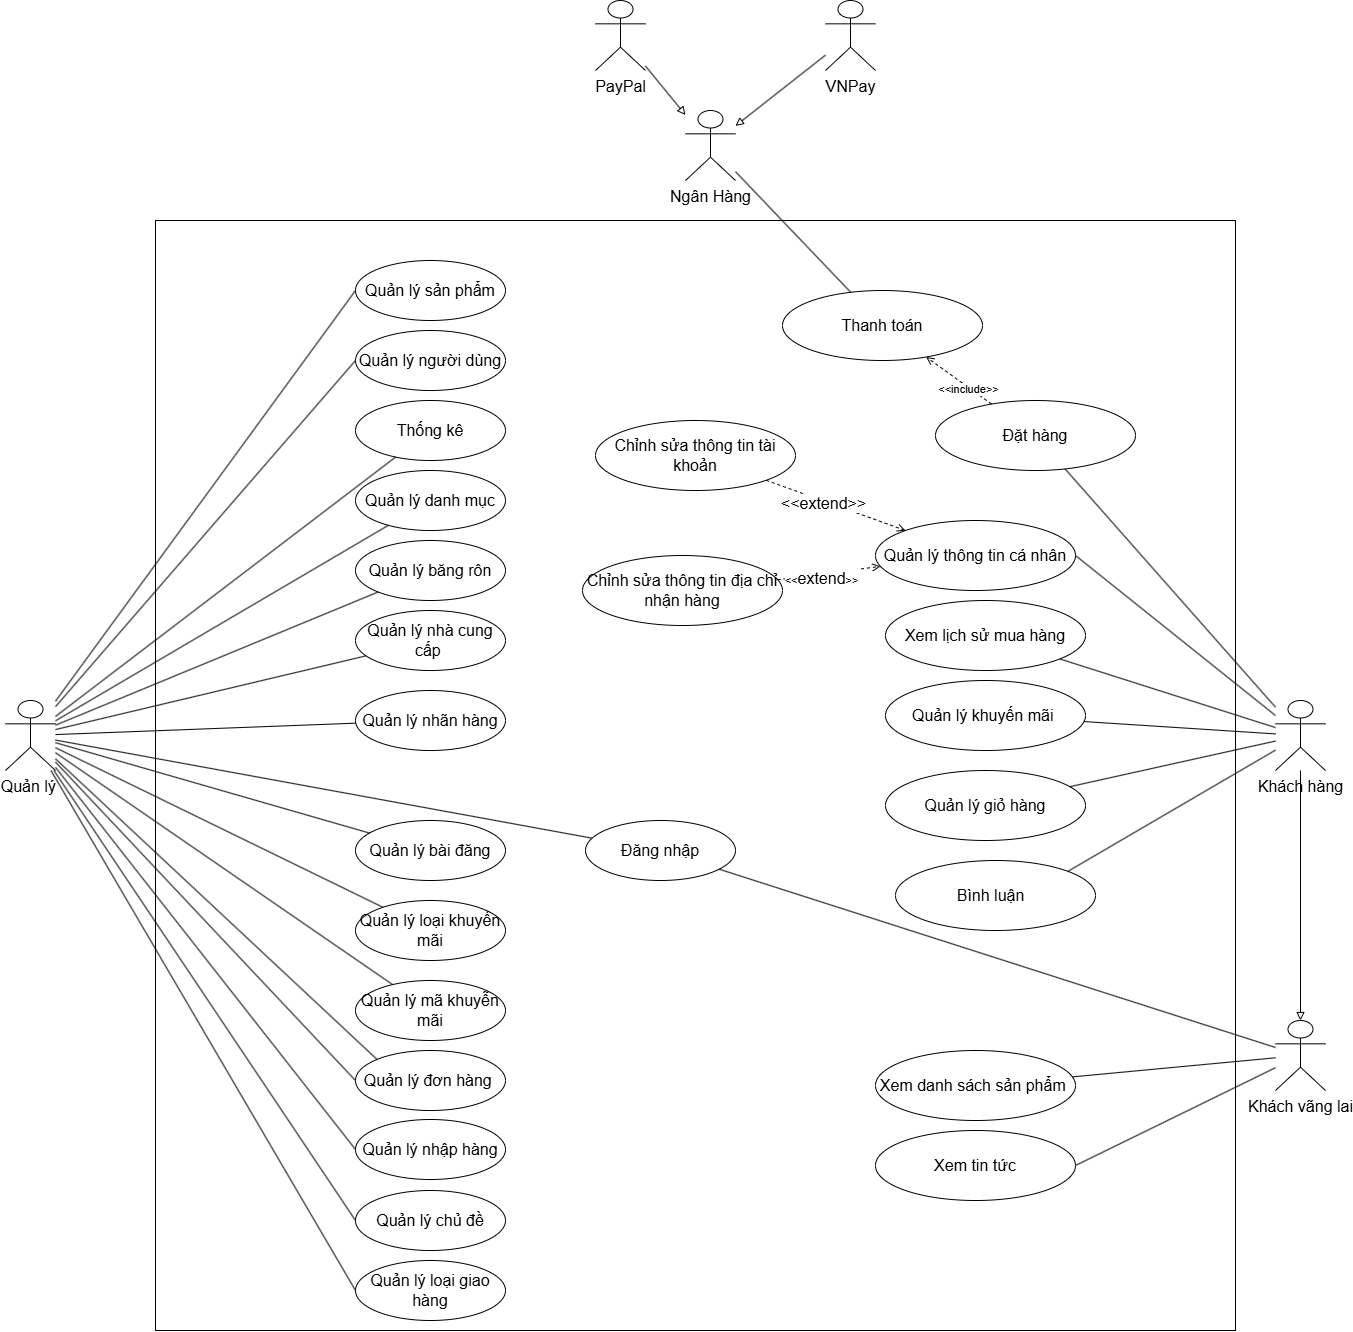 PayPal
VNPay
Ngân Hàng
Quản lý sản phẩm
Thanh toán
Quản lý người dùng
<<include>>
Thống kê
Đặt hàng
Chỉnh sửa thông tin tài
khoản
Quản lý danh mục
<<extend>>
Quản lý thông tin cá nhân
Quản lý băng rôn
Chỉnh sửa thông tin địa chỉ
nhận hàng
<<extend>>
Quản lý nhà cung
cấp
Xem lịch sử mua hàng
Quản lý nhãn hàng
Quản lý khuyến mãi
Quản lý
Khách hàng
Quản lý giỏ hàng
Quản lý bài đăng
Đăng nhập
Bình luận
Quản lý loại khuyến
mãi
Quản lý mã khuyến
mãi
Quản lý đơn hàng
Xem danh sách sản phẩm
Khách vãng lai
Quản lý nhập hàng
Xem tin tức
Quản lý chủ đề
Quản lý loại giao
hàng